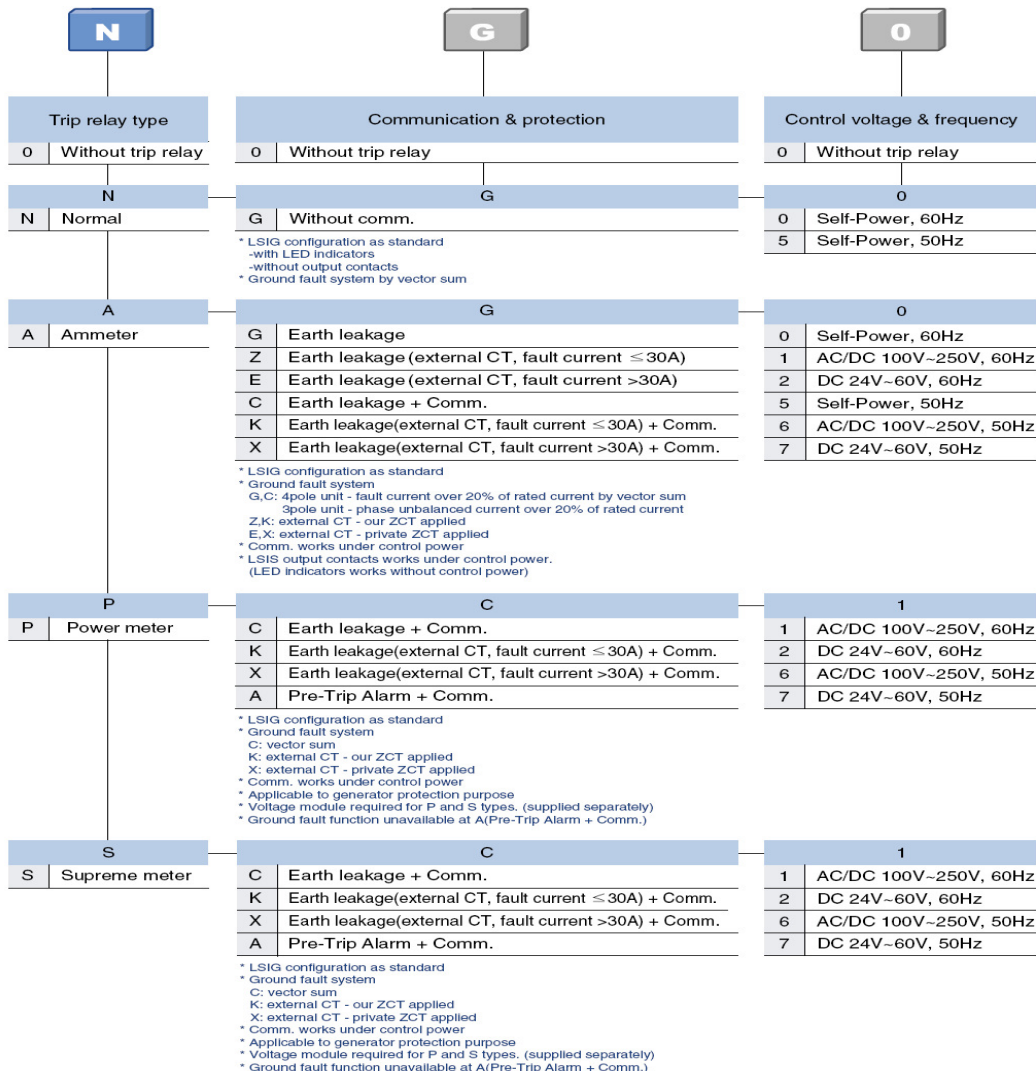 N G 0
Trip relay type Communication & protection Control voltage & frequency
0 Without trip relay 0 Without trip relay 0 Without trip relay
N G 0
N Normal G Without comm. 0 Self-Power, 60Hz
5 Self-Power, 50Hz
* LSIG configuration as standard
-with LED indicators
-without output contacts
* Ground fault system by vector sum
A G 0
A Ammeter G Earth leakage 0 Self-Power, 60Hz
Z Earth leakage (external CT, fault current ≤30A) 1 AC/DC 100V~250V, 60Hz
E Earth leakage (external CT, fault current >30A) 2 DC 24V~60V, 60Hz
C Earth leakage + Comm. 5 Self-Power, 50Hz
K Earth leakage(external CT, fault current ≤30A) + Comm. 6 AC/DC 100V~250V, 50Hz
X Earth leakage(external CT, fault current >30A) + Comm. 7 DC 24V~60V, 50Hz
* LSIG configuration as standard
* Ground fault system
G,C: 4pole unit - fault current over 20% of rated current by vector sum
3pole unit - phase unbalanced current over 20% of rated current
Z,K: external CT - our ZCT applied
E,X: external CT - private ZCT applied
* Comm. works under control power
* LSIS output contacts works under control power.
(LED indicators works without control power)
P C 1
P Power meter C Earth leakage + Comm. 1 AC/DC 100V~250V, 60Hz
K Earth leakage(external CT, fault current ≤30A) + Comm. 2 DC 24V~60V, 60Hz
X Earth leakage(external CT, fault current >30A) + Comm. 6 AC/DC 100V~250V, 50Hz
A Pre-Trip Alarm + Comm. 7 DC 24V~60V, 50Hz
* LSIG configuration as standard
* Ground fault system
C: vector sum
K: external CT - our ZCT applied
X: external CT - private ZCT applied
* Comm. works under control power
* Applicable to generator protection purpose
* Voltage module required for P and S types. (supplied separately)
* Ground fault function unavailable at A(Pre-Trip Alarm + Comm.)
S C 1
S Supreme meter C Earth leakage + Comm. 1 AC/DC 100V~250V, 60Hz
K Earth leakage(external CT, fault current ≤30A) + Comm. 2 DC 24V~60V, 60Hz
X Earth leakage(external CT, fault current >30A) + Comm. 6 AC/DC 100V~250V, 50Hz
A Pre-Trip Alarm + Comm. 7 DC 24V~60V, 50Hz
* LSIG configuration as standard
* Ground fault system
C: vector sum
K: external CT - our ZCT applied
X: external CT - private ZCT applied
* Comm. works under control power
* Applicable to generator protection purpose
* Voltage module required for P and S types. (supplied separately)
* Ground fault function unavailable at A(Pre-Trip Alarm + Comm.)